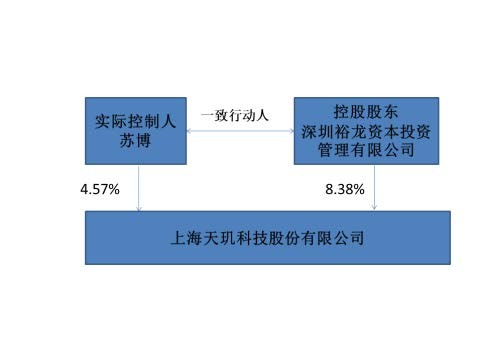 实际控制人
苏博
一致行动人
控股股东
深圳裕龙资本投资
管理有限公司
4.57%
8.38%
上海天玑科技股份有限公司